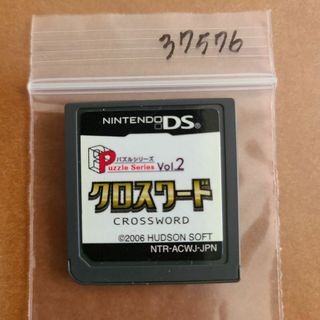 37576
NINTENDO DS
パズルシリーズ
Puzzle Series Vol.2
クロスワード
CROSSWORD
©2006 HUDSON SOFT
NTR-ACWJ-JPN